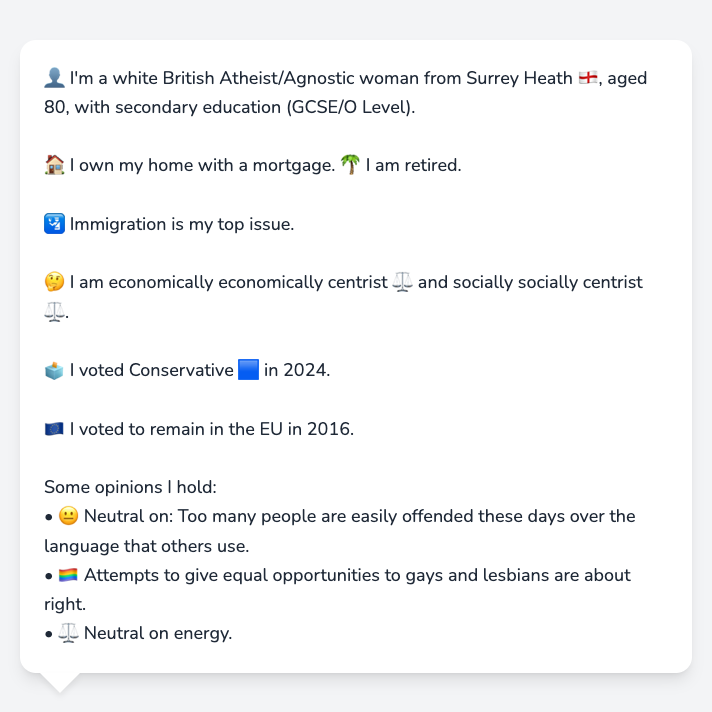 👤 I'm a white British Atheist/Agnostic woman from Surrey Heath 🏴󠁧󠁢󠁥󠁮󠁧󠁿, aged
80, with secondary education (GCSE/O Level).
🏠 I own my home with a mortgage. 🌴 I am retired.
🛂 Immigration is my top issue.
🤔 I am economically economically centrist ⚖️ and socially socially centrist
⚖️.
🗳️ I voted Conservative 🟦 in 2024.
🇪🇺 I voted to remain in the EU in 2016.
Some opinions I hold:
• 😐 Neutral on: Too many people are easily offended these days over the
language that others use.
• 🏳️‍🌈 Attempts to give equal opportunities to gays and lesbians are about
right.
• ⚖️ Neutral on energy.